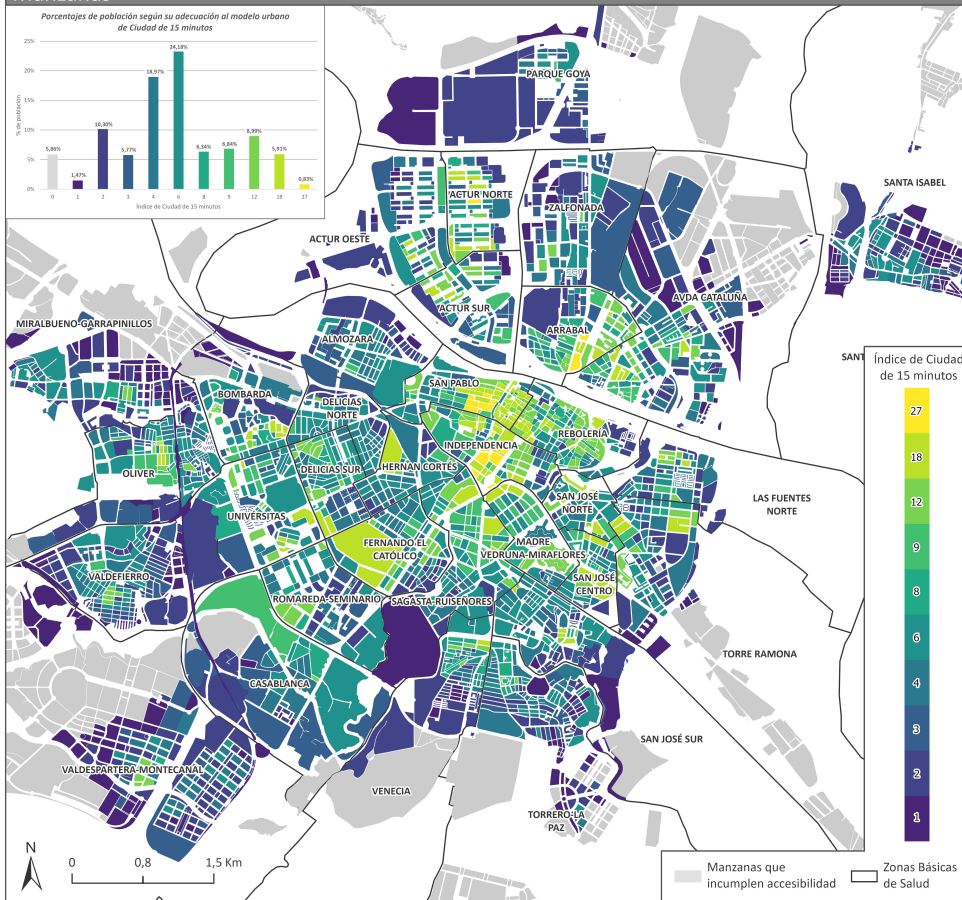 Porcentajes de población según su adecuación al modelo urbano
de Ciudad de 15 minutos
25%
20%
15%
10%
5%
0%
% de población
5,86%
1,47%
10,30%
5,77%
18,97%
24,18%
6,34%
6,84%
8,99%
5,91%
0,83%
0 1 2 3 4 6 8 9 12 18 27
Índice de Ciudad de 15 minutos
PARQUE GOYA
SANTA ISABEL
ACTUR NORTE
ZALFONADA
ACTUR OESTE
AVDA CATALUÑA
ACTUR SUR
MIRALBUENO-GARRAPINILLOS
ARRABAL
ALMOZARA
SANT
SAN PABLO
BOMBARDA
DELICIAS
NORTE
REBOLERÍA
INDEPENDENCIA
DELICIAS SUR
HERNAN CORTÉS
OLIVER
SAN JOSÉ
NORTE
LAS FUENTES
NORTE
UNIVERSITAS
FERNANDO EL
CATÓLICO
MADRE
VEDRUNA-MIRAFLORES
VALDEFIERRO
SAN JOSÉ
CENTRO
ROMAREDA-SEMINARIO
SAGASTA-RUISEÑORES
TORRE RAMONA
CASABLANCA
SAN JOSÉ SUR
VALDESPARTERA-MONTECANAL
VENECIA
TORRERO-LA
PAZ
Índice de Ciudad
de 15 minutos
27
18
12
9
8
6
4
3
2
1
N
0 0,8 1,5 Km
Manzanas que
incumplen accesibilidad
Zonas Básicas
de Salud